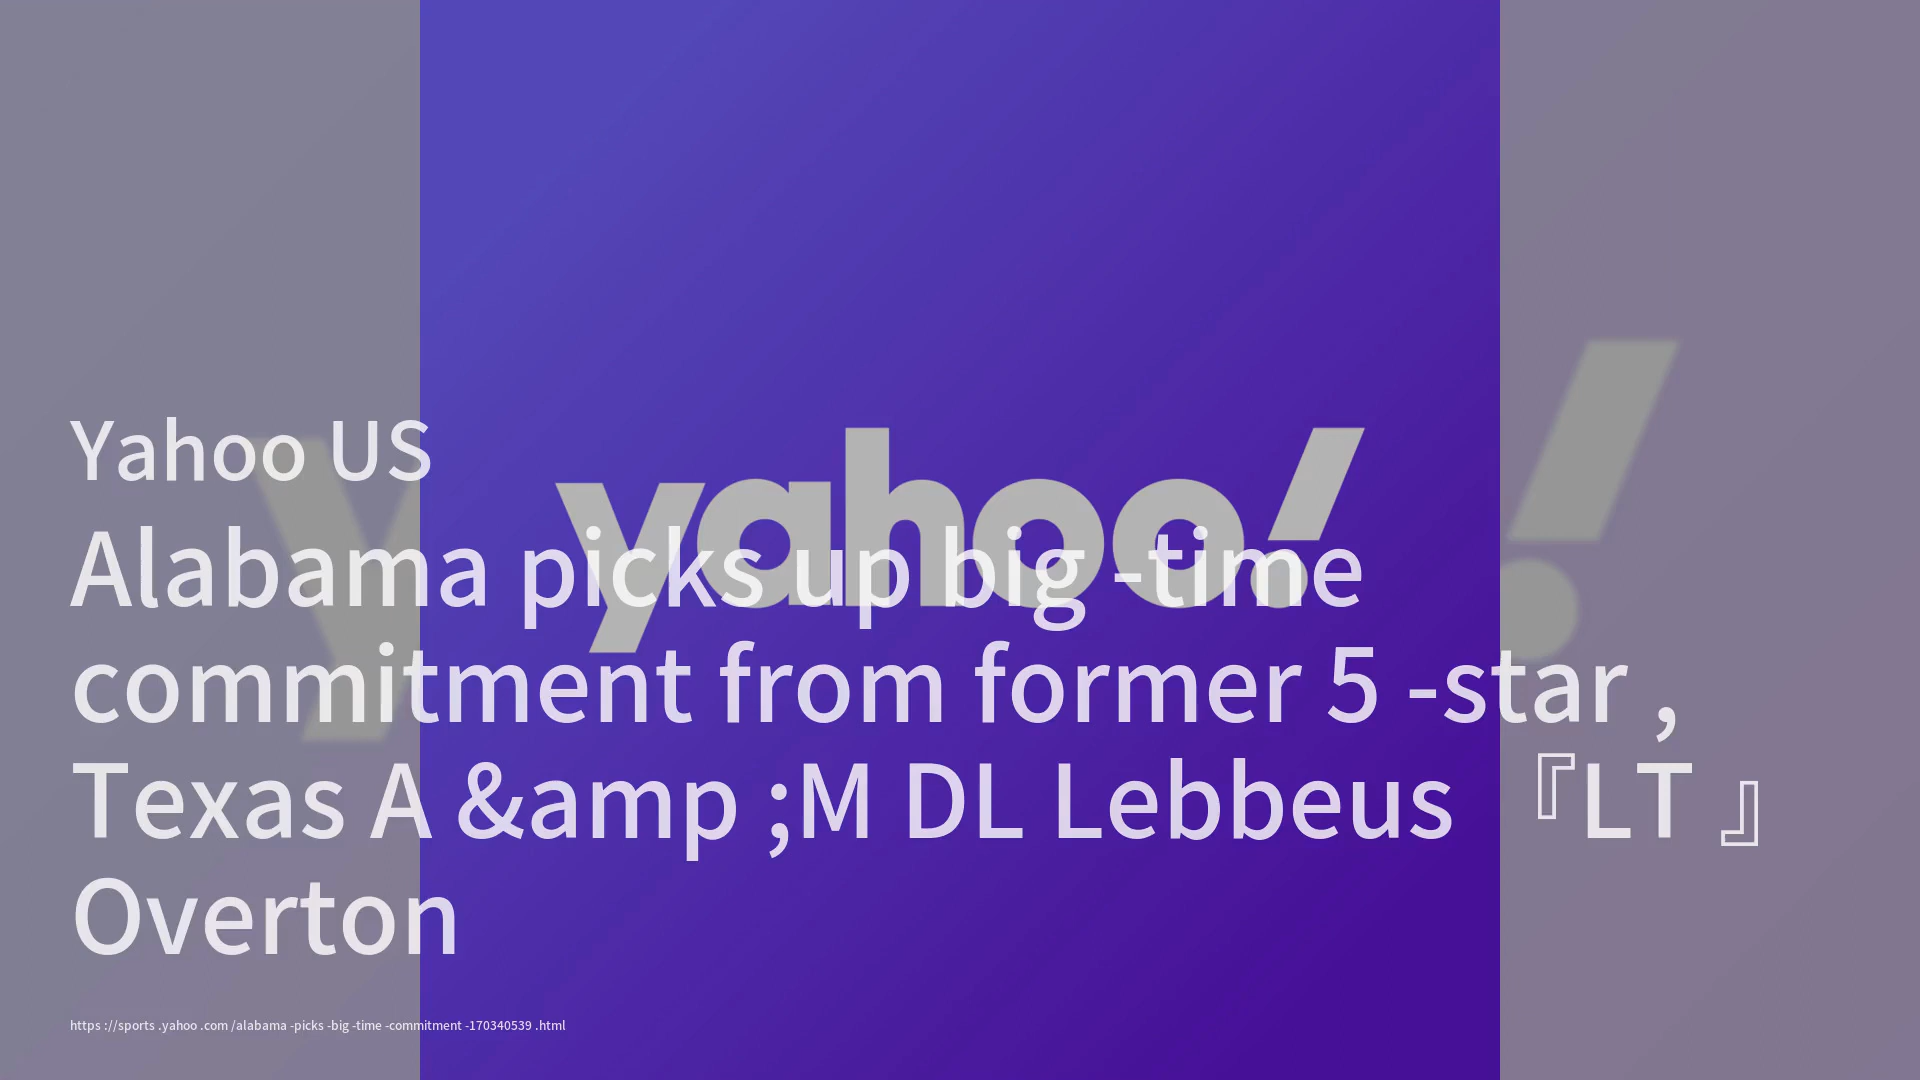 Yahoo US
yahoo!
Alabama picks up big -time
commitment from former 5 -star ,
Texas A &amp ;M DL Lebbeus 『LT 』
Overton
https ://sports .yahoo .com /alabama -picks -big -time -commitment -170340539 .html